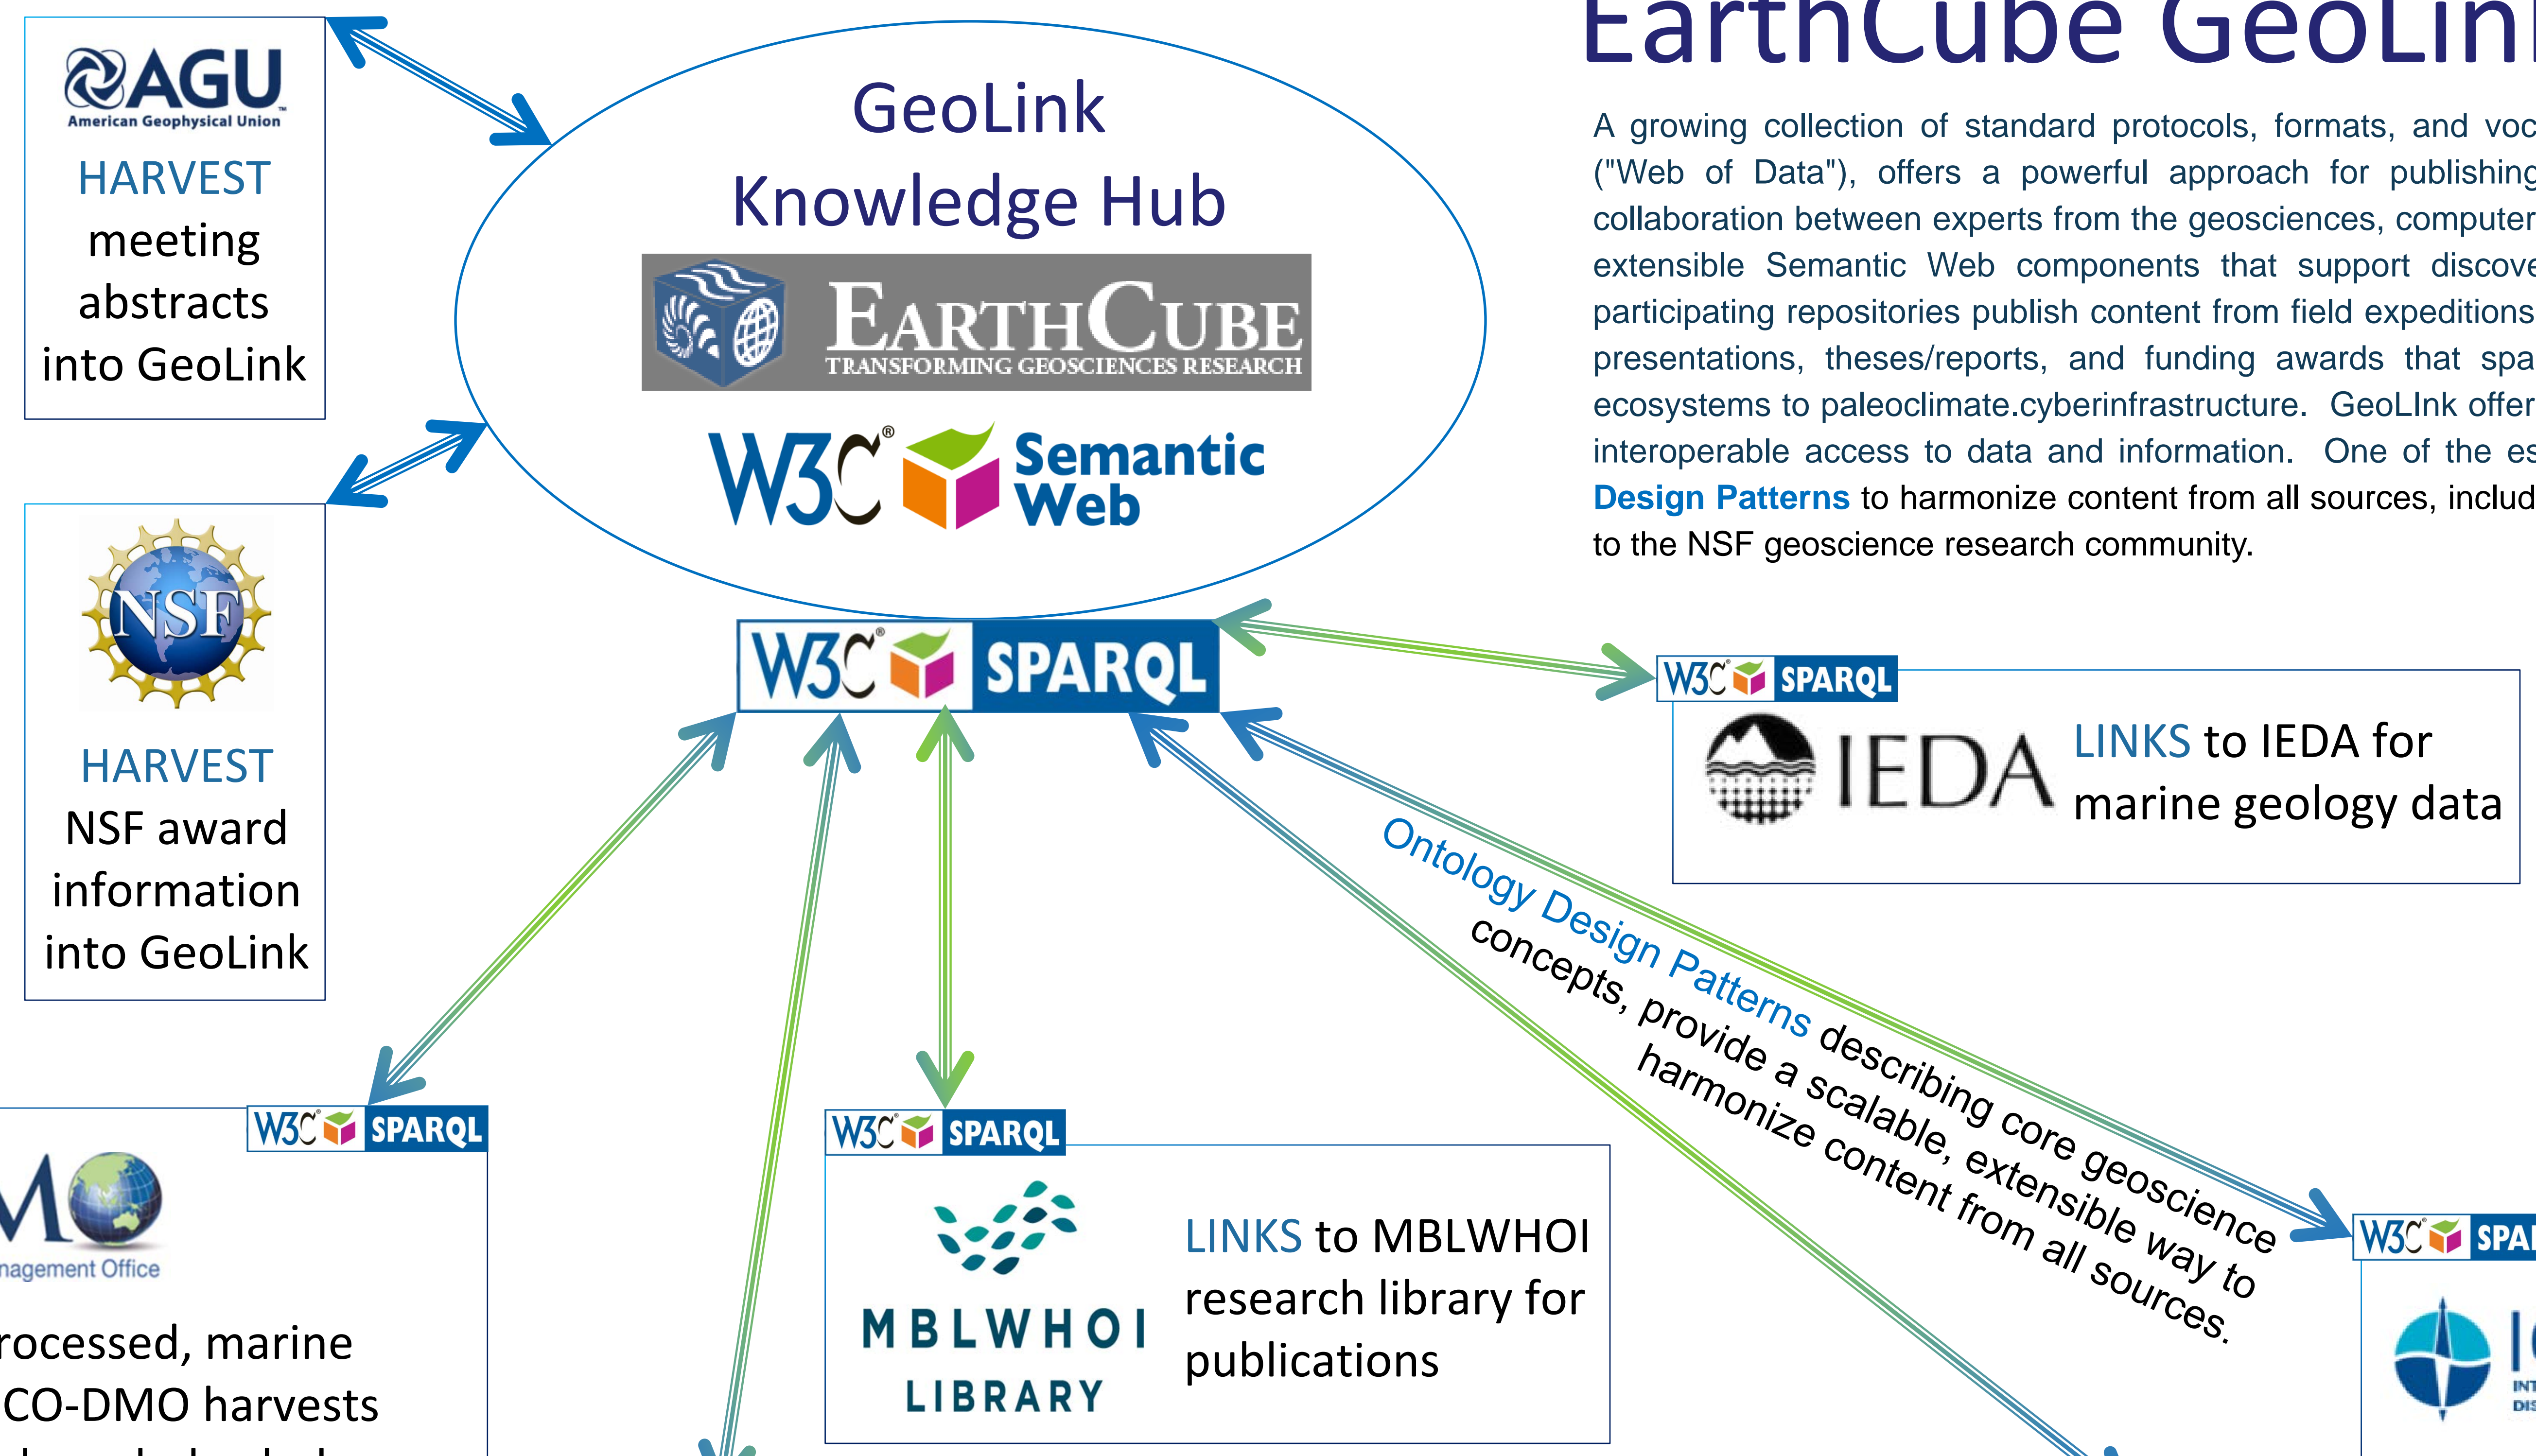 AGU
American Geophysical Union
HARVEST
meeting
abstracts
into GeoLink
GeoLink
Knowledge Hub
EARTHCUBE
TRANSFORMING GEOSCIENCES RESEARCH
W3C® Semantic
Web
W3C® SPARQL
EarthCube GeoLin
A growing collection of standard protocols, formats, and voc
("Web of Data"), offers a powerful approach for publishing
collaboration between experts from the geosciences, computer
extensible Semantic Web components that support discove
participating repositories publish content from field expeditions
presentations, theses/reports, and funding awards that spa
ecosystems to paleoclimate.cyberinfrastructure. GeoLInk offer
interoperable access to data and information. One of the es
Design Patterns to harmonize content from all sources, includ
to the NSF geoscience research community.
NSF
HARVEST
NSF award
information
into GeoLink
W3C SPARQL
IEDA
LINKS to IEDA for
marine geology data
Ontology Design Patterns describing core geoscience
concepts, provide a scalable, extensible way to
harmonize content from all sources.
W3C SPARQL
MO
nagement Office
rocessed, marine
CO-DMO harvests
W3C SPARQL
MBLWHOI
LIBRARY
LINKS to MBLWHOI
research library for
publications
W3C SPA
INT
DIS